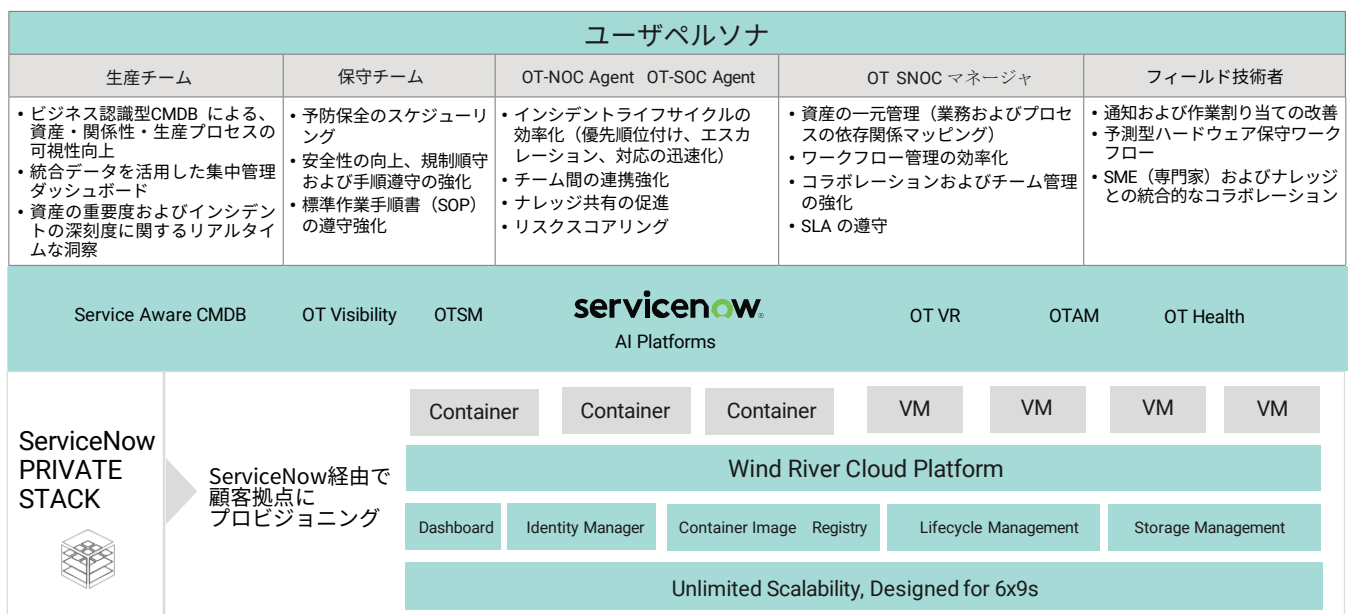 ユーザペルソナ
生産チーム
保守チーム
OT-NOC Agent OT-SOC Agent
OT SNOC マネージャ
フィールド技術者
• ビジネス認識型CMDB による、
資産・関係性・生産プロセスの
可視性向上
• 統合データを活用した集中管理
ダッシュボード
• 資産の重要度およびインシデン
トの深刻度に関するリアルタイ
ムな洞察
• 予防保全のスケジューリ
ング
• 安全性の向上、規制順守
および手順遵守の強化
• 標準作業手順書（SOP）
の遵守強化
• インシデントライフサイクルの
効率化（優先順位付け、エスカ
レーション、対応の迅速化）
• チーム間の連携強化
• ナレッジ共有の促進
• リスクスコアリング
• 資産の一元管理（業務およびプロセ
スの依存関係マッピング）
• ワークフロー管理の効率化
• コラボレーションおよびチーム管理
の強化
• SLA の遵守
• 通知および作業割り当ての改善
• 予測型ハードウェア保守ワーク
フロー
• SME（専門家）およびナレッジ
との統合的なコラボレーション
Service Aware CMDB
OT Visibility
OTSM
servicenow.
AI Platforms
OT VR
OTAM
OT Health
ServiceNow
PRIVATE
STACK
ServiceNow経由で
顧客拠点に
プロビジョニング
Container
Container
Container
VM
VM
VM
VM
Wind River Cloud Platform
Dashboard
Identity Manager
Container Image Registry
Lifecycle Management
Storage Management
Unlimited Scalability, Designed for 6x9s